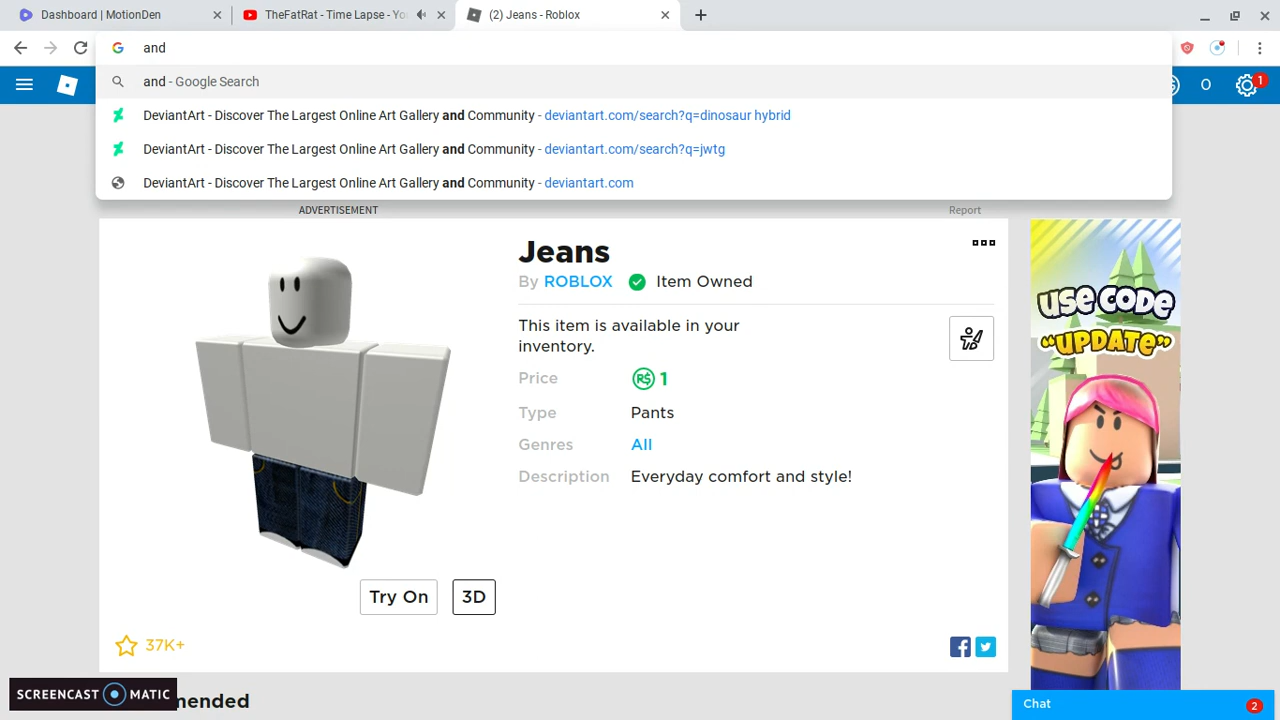 Dashboard | MotionDen
TheFatRat - Time Lapse - Yo
(2) Jeans - Roblox
and
and - Google Search
DeviantArt - Discover The Largest Online Art Gallery and Community - deviantart.com/search?q=dinosaur hybrid
DeviantArt - Discover The Largest Online Art Gallery and Community - deviantart.com/search?q=jwtg
DeviantArt - Discover The Largest Online Art Gallery and Community - deviantart.com
0
1
ADVERTISEMENT
Report
Jeans
By ROBLOX Item Owned
This item is available in your
inventory.
Price R$ 1
Type Pants
Genres All
Description Everyday comfort and style!
Try On
3D
37K+
USE CODE
"UPDATE"
SCREENCAST MATIC
mended
Chat
2